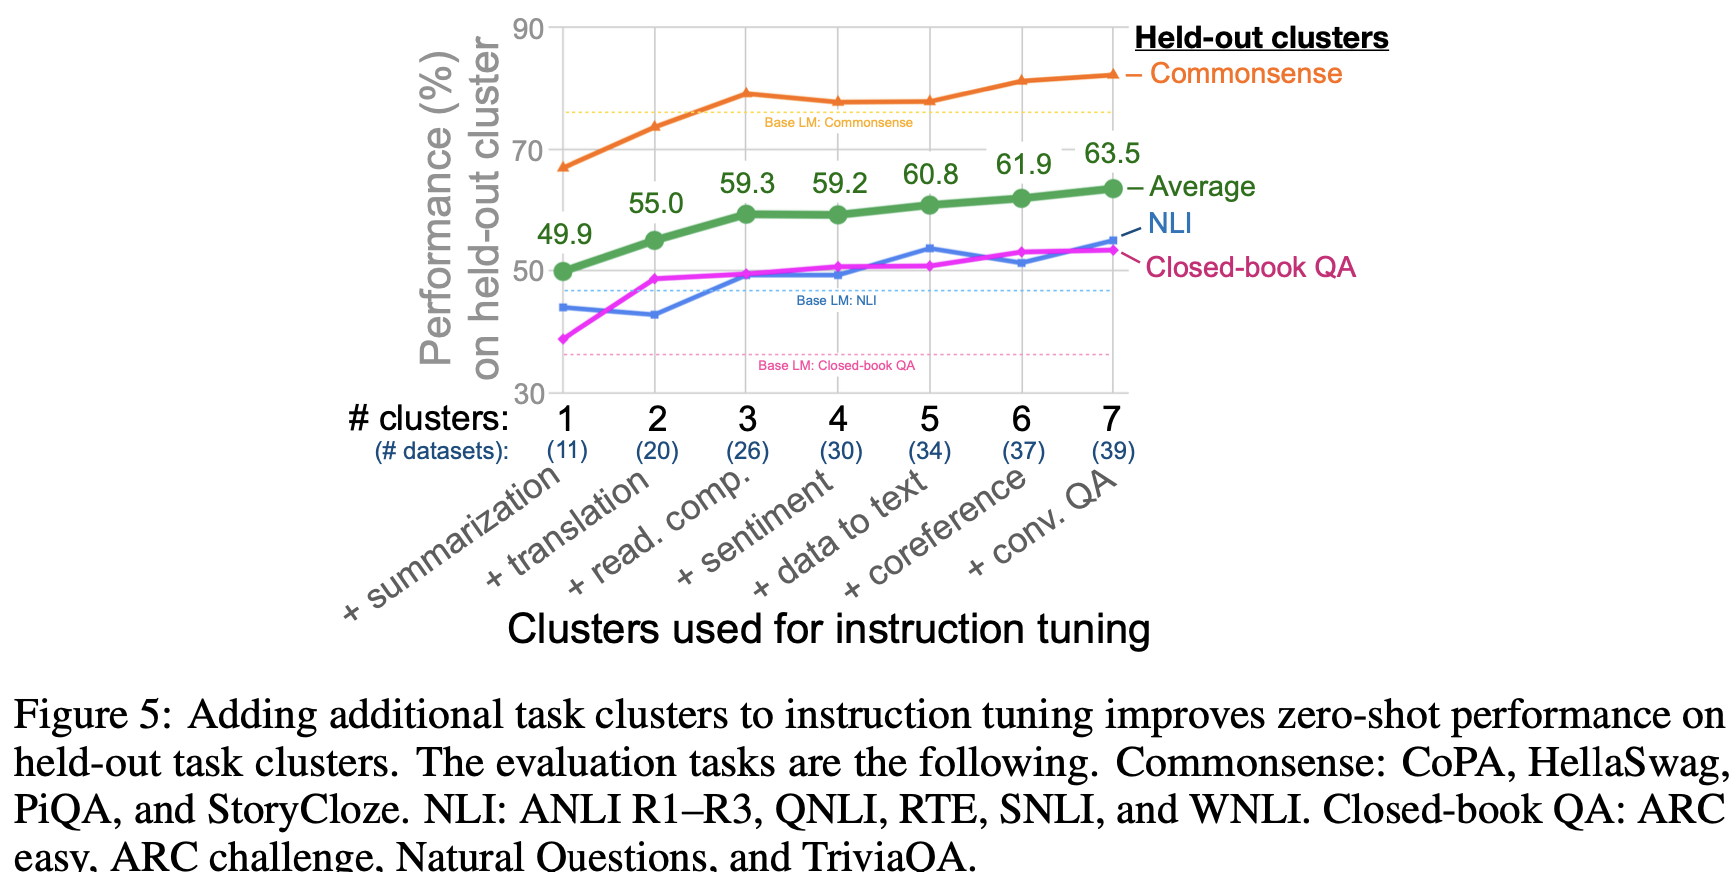 90
Held-out clusters
Commonsense
Performance (%)
on held-out cluster
Base LM: Commonsense
70
63.5
61.9
60.8
59.3
59.2
55.0
49.9
Average
NLI
50
Closed-book QA
Base LM: NLI
Base LM: Closed-book QA
30
# clusters: 1 2 3 4 5 6 7
(# datasets): (11) (20) (26) (30) (34) (37) (39)
+ summarization
+ translation
+ read. comp.
+ sentiment
+ data to text
+ coreference
+ conv. QA
Clusters used for instruction tuning
Figure 5: Adding additional task clusters to instruction tuning improves zero-shot performance on
held-out task clusters. The evaluation tasks are the following. Commonsense: CoPA, HellaSwag,
PiQA, and StoryCloze. NLI: ANLI R1–R3, QNLI, RTE, SNLI, and WNLI. Closed-book QA: ARC
easy, ARC challenge, Natural Questions, and TriviaQA.